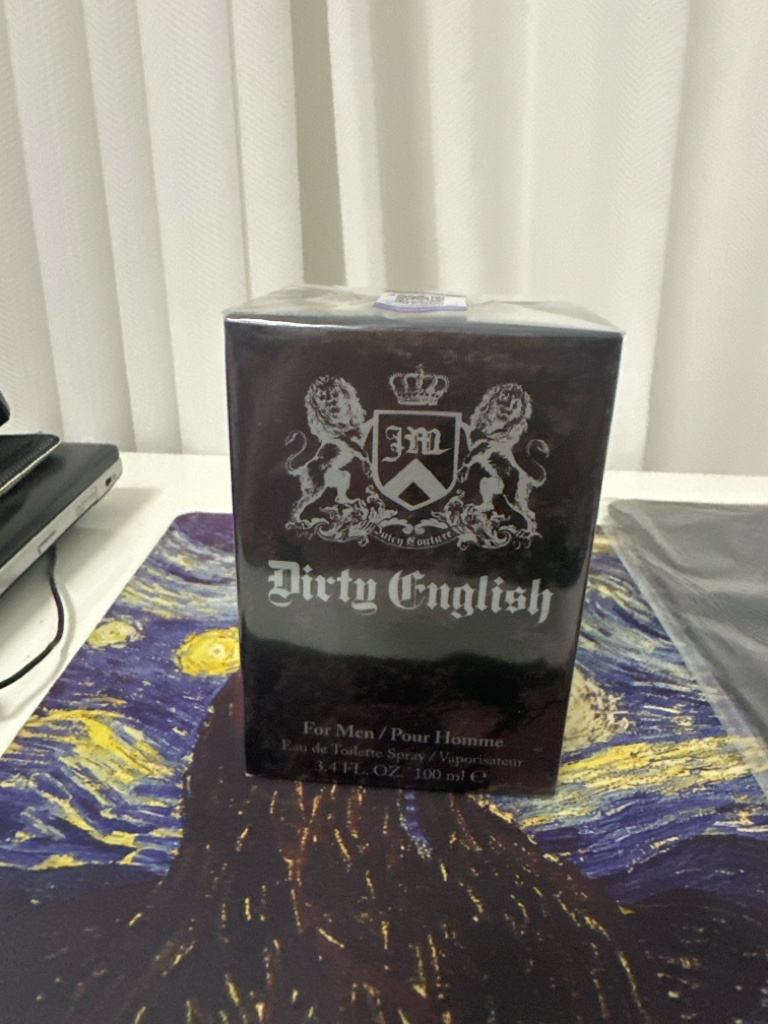 JM
Juicy Couture
Dirty English
For Men / Pour Homme
Eau de Toilette Spray / Vaporisateur
3.4 FL. OZ. 100 ml ℮